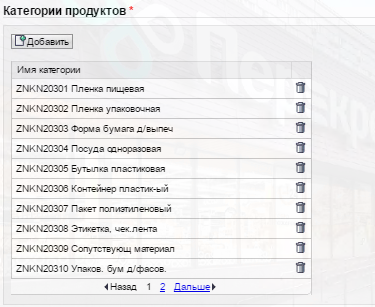 Категории продуктов *
Добавить
Имя категории
ZNKN20301 Пленка пищевая
ZNKN20302 Пленка упаковочная
ZNKN20303 Форма бумага д/выпеч
ZNKN20304 Посуда одноразовая
ZNKN20305 Бутылка пластиковая
ZNKN20306 Контейнер пластик-ый
ZNKN20307 Пакет полиэтиленовый
ZNKN20308 Этикетка, чек.лента
ZNKN20309 Сопутствующ материал
ZNKN20310 Упаков. бум д/фасов.
Назад 1 2 Дальше